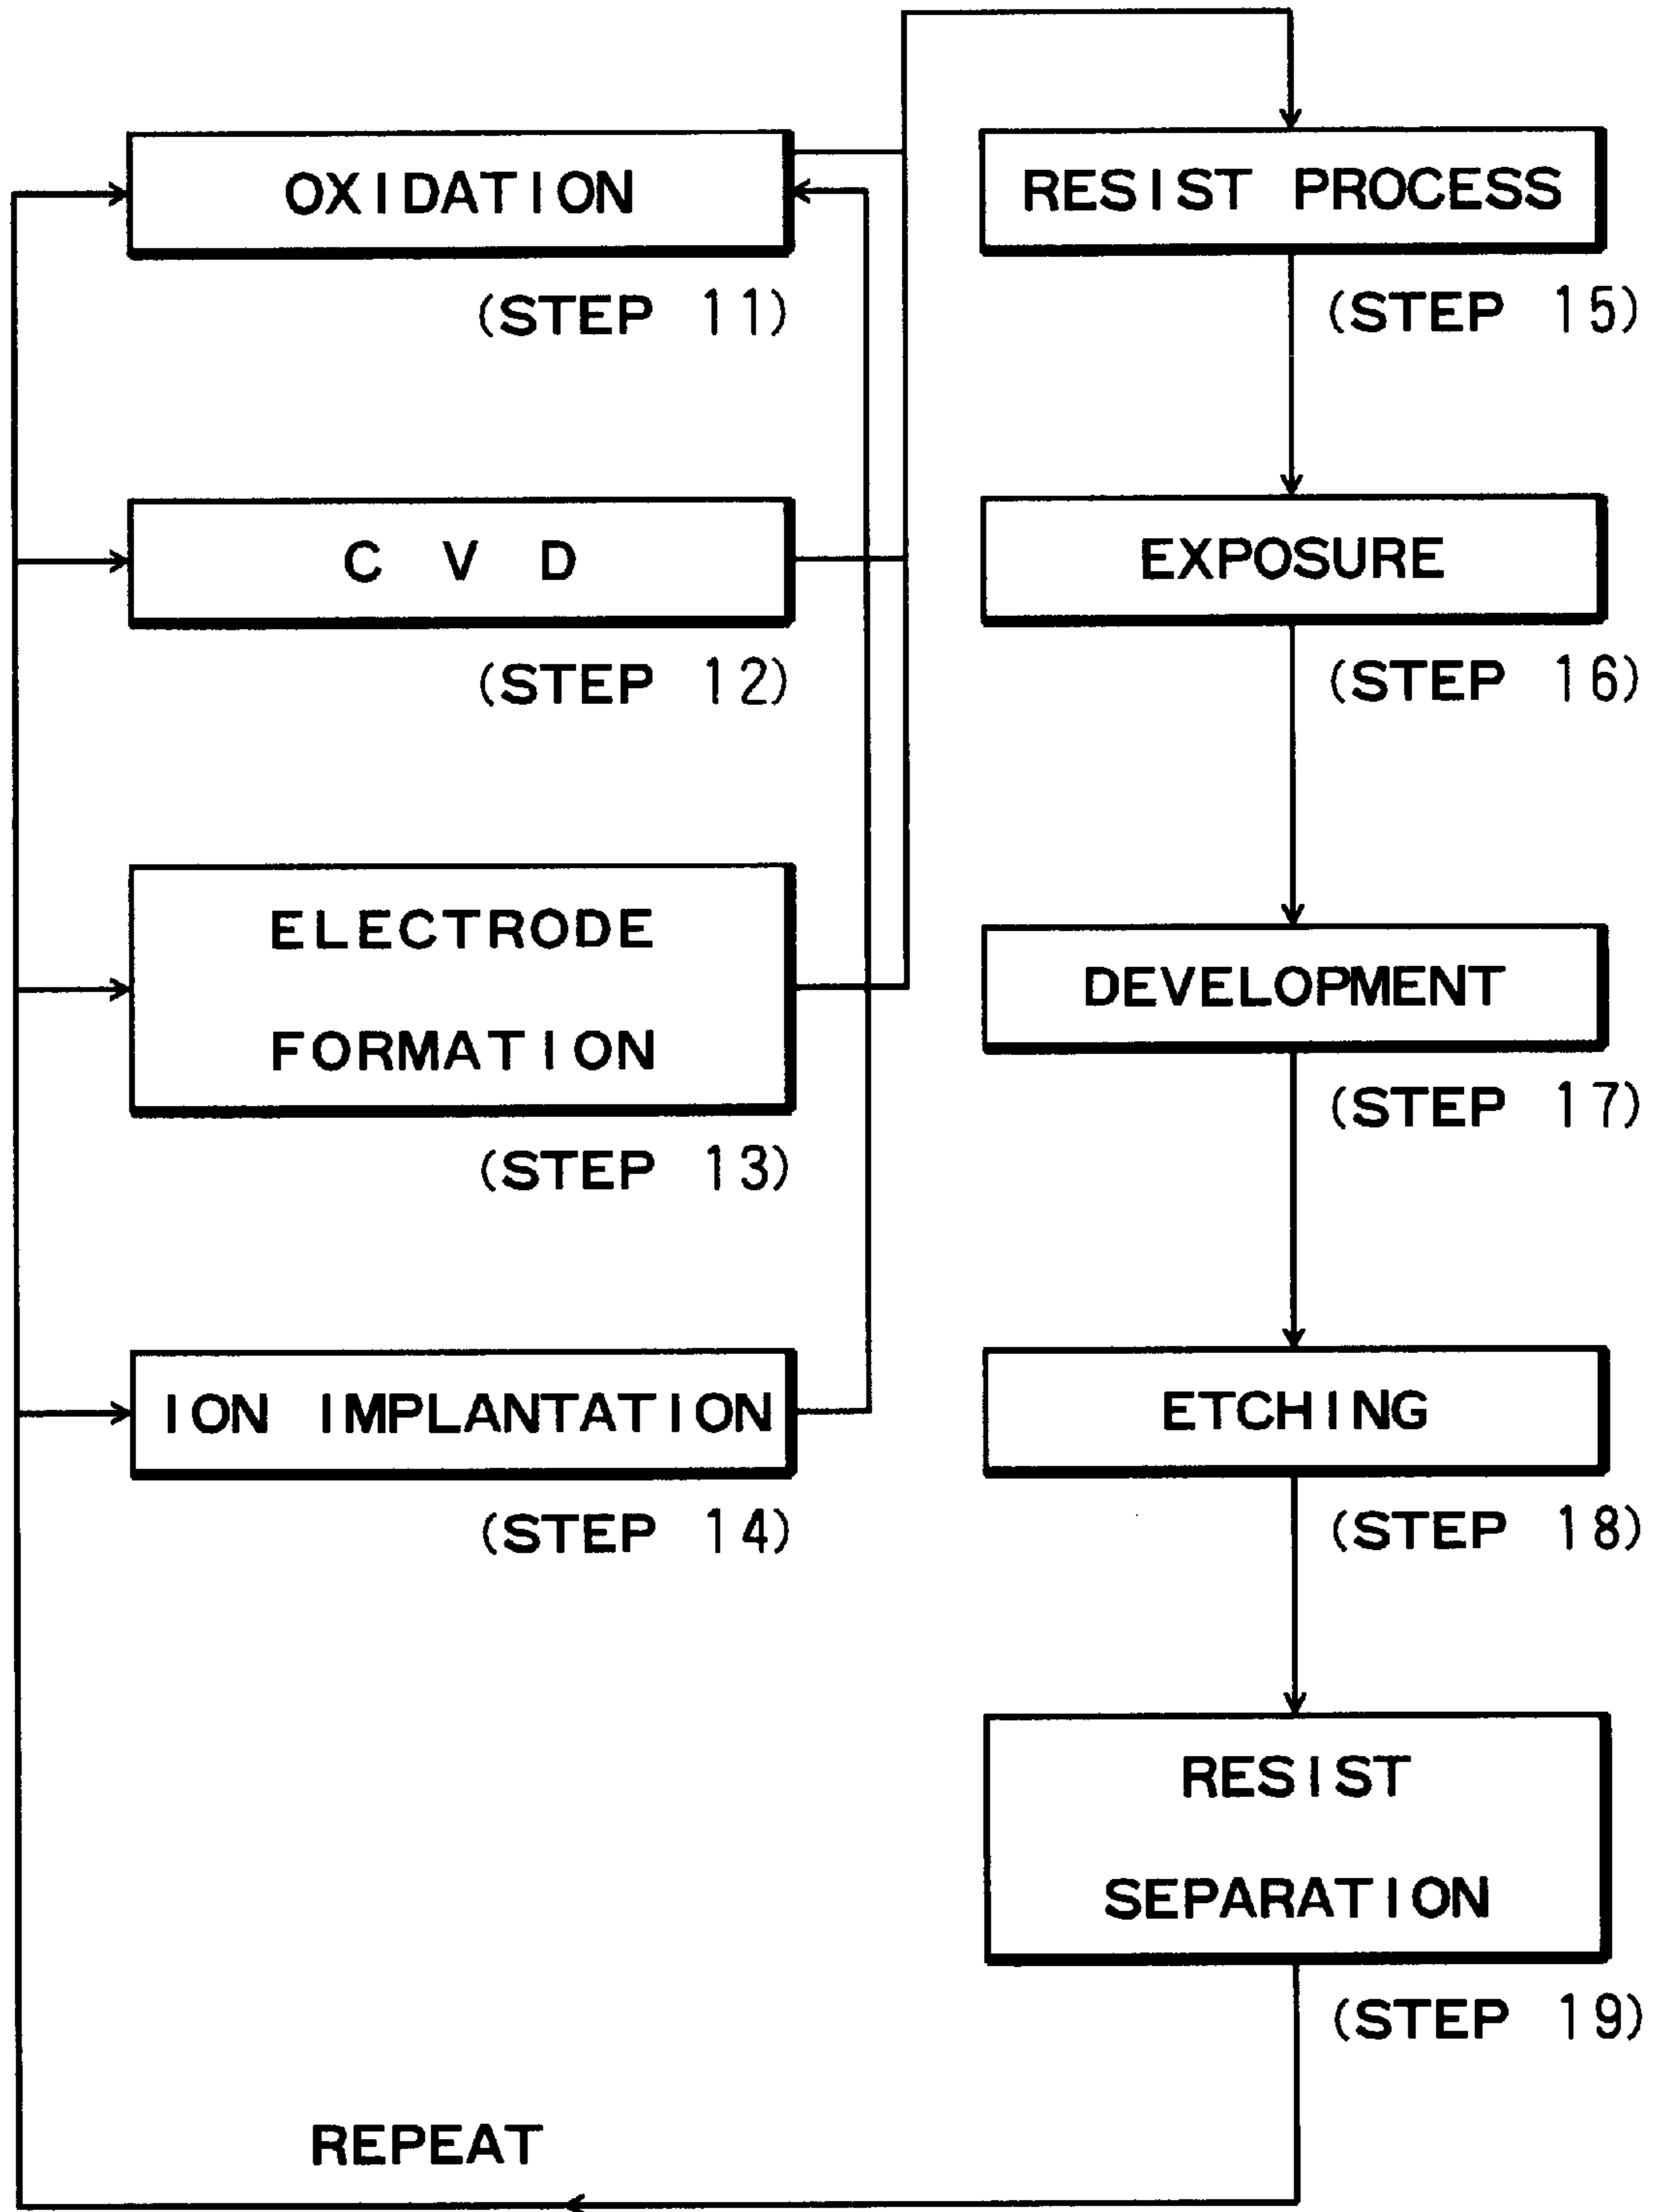 OXIDATION
(STEP 11)
C V D
(STEP 12)
ELECTRODE
FORMATION
(STEP 13)
ION IMPLANTATION
(STEP 14)
RESIST PROCESS
(STEP 15)
EXPOSURE
(STEP 16)
DEVELOPMENT
(STEP 17)
ETCHING
(STEP 18)
RESIST
SEPARATION
(STEP 19)
REPEAT